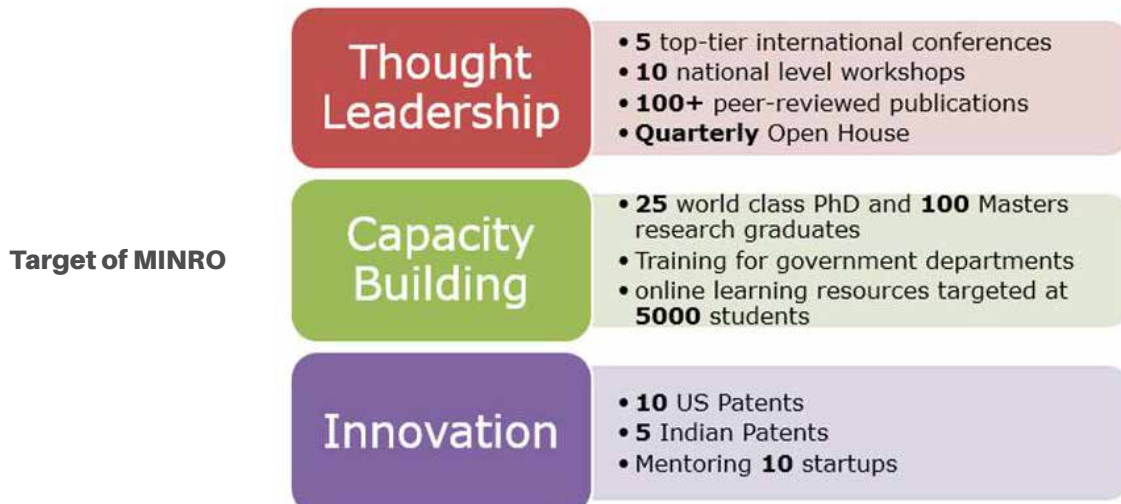 Target of MINRO
Thought
Leadership
• 5 top-tier international conferences
• 10 national level workshops
• 100+ peer-reviewed publications
• Quarterly Open House
Capacity
Building
• 25 world class PhD and 100 Masters
research graduates
• Training for government departments
• online learning resources targeted at
5000 students
Innovation
• 10 US Patents
• 5 Indian Patents
• Mentoring 10 startups